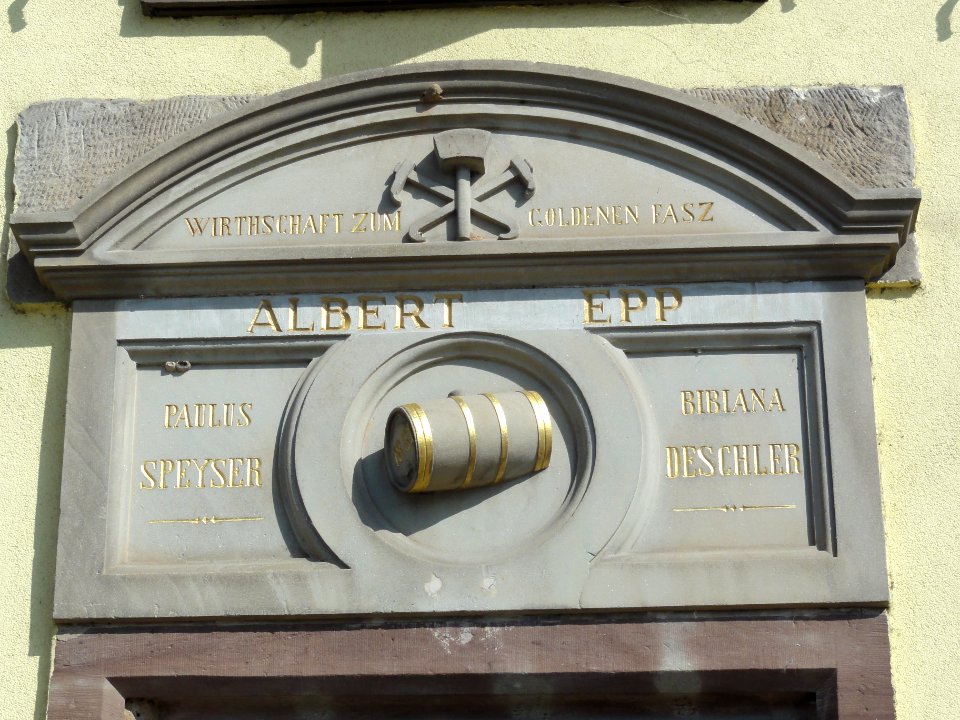 WIRTHSCHAFT ZUM GOLDENEN FASZ
ALBERT EPP
PAULUS
SPEYSER
BIBIANA
DESCHLER